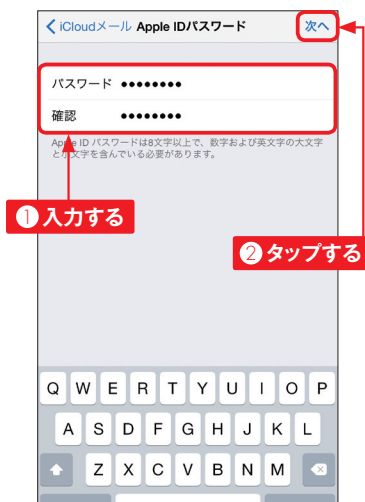 iCloudメール Apple IDパスワード 次へ
パスワード ●●●●●●●●
確認 ●●●●●●●●
Apple ID パスワードは8文字以上で、数字および英文字の大文字
と小文字を含んでいる必要があります。
① 入力する
② タップする
Q W E R T Y U I O P
A S D F G H J K L
Z X C V B N M